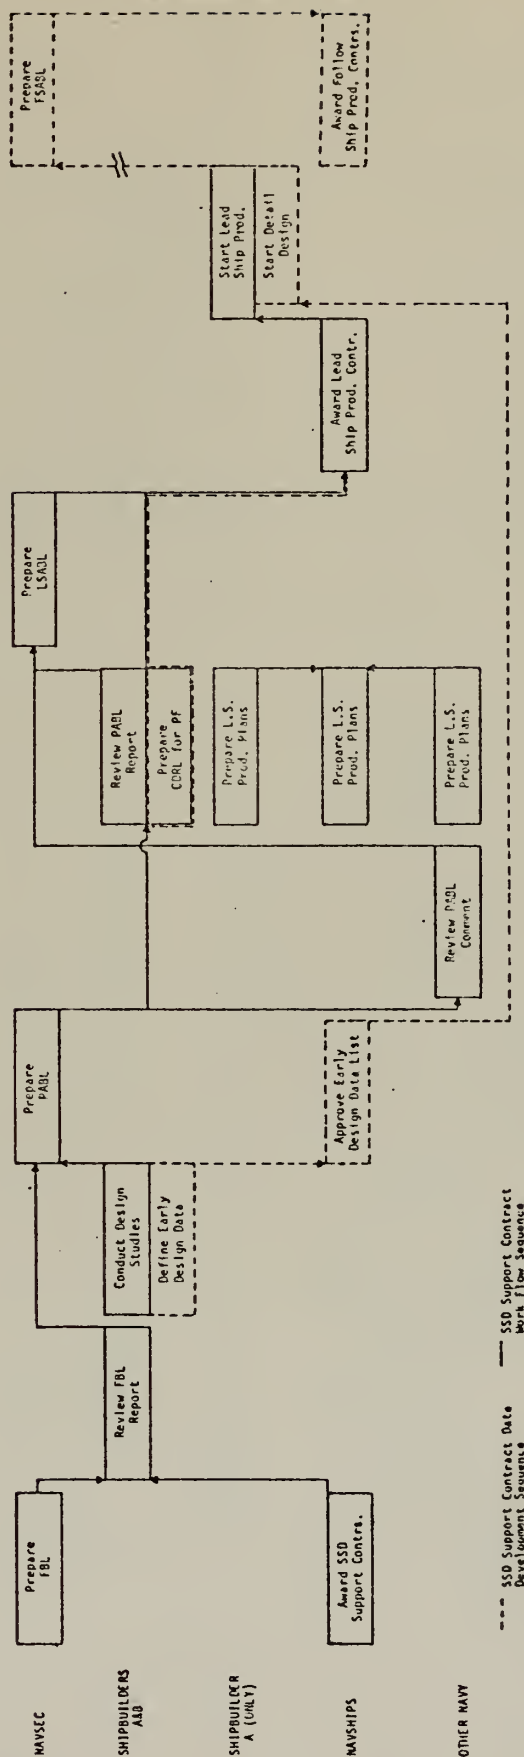 NAVSEC
Prepare
FBL
Prepare
PABL
Prepare
LSABL
Prepare
FSABL
SHIPBUILDERS
A&B
Review FBL
Report
Conduct Design
Studies
Define Early
Design Data
Review PABL
Report
Prepare
CDRL for PF
SHIPBUILDER
A (ONLY)
Prepare L.S.
Prod. Plans
Start Lead
Ship Prod.
Start Detail
Design
NAVSHIPS
Award SSD
Support Contrs.
Approve Early
Design Data List
Prepare L.S.
Prod. Plans
Award Lead
Ship Prod. Contr.
Award Follow
Ship Prod. Contrs.
OTHER NAVY
Review PABL
Comment
Prepare L.S.
Prod. Plans
SSD Support Contract Data
Development Sequence
SSD Support Contract
Work Flow Sequence